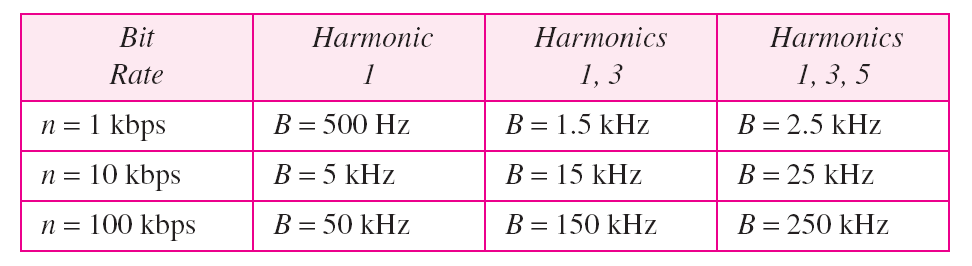 Bit Harmonic Harmonics Harmonics
Rate 1 1, 3 1, 3, 5
n = 1 kbps B = 500 Hz B = 1.5 kHz B = 2.5 kHz
n = 10 kbps B = 5 kHz B = 15 kHz B = 25 kHz
n = 100 kbps B = 50 kHz B = 150 kHz B = 250 kHz